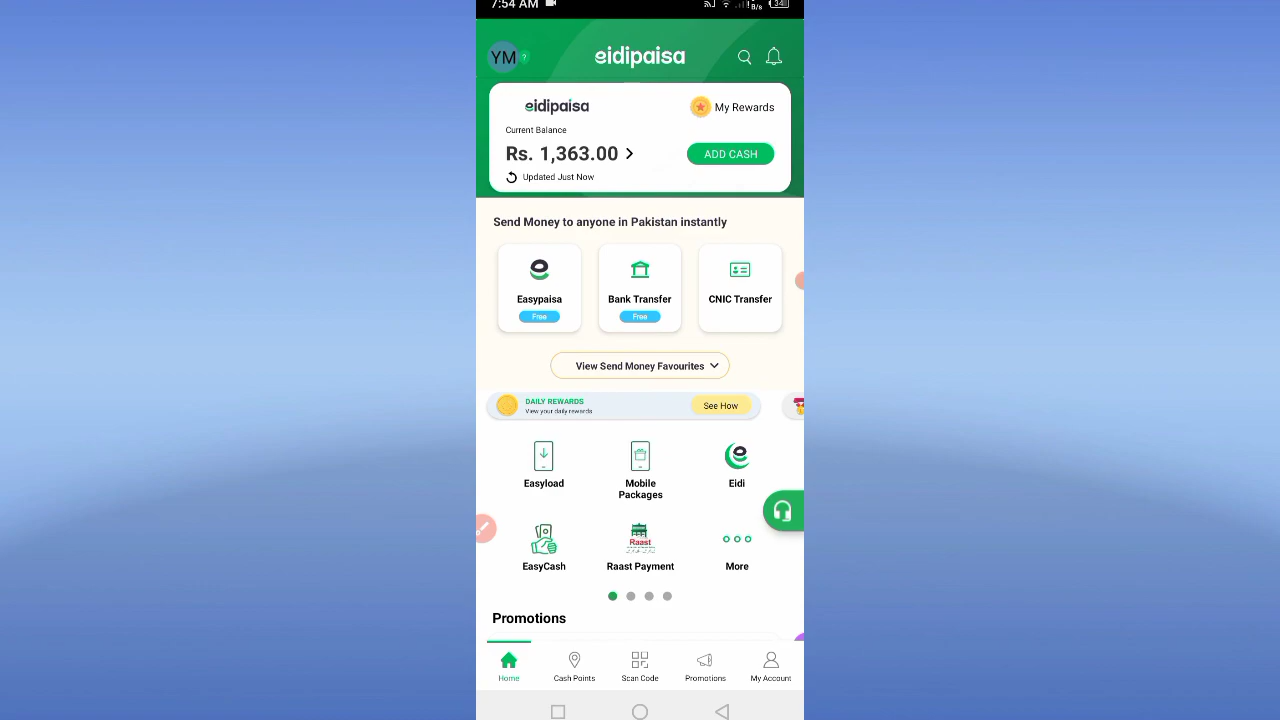 7:54 AM
B/s
34
YM
?
eidipaisa
eidipaisa
My Rewards
Current Balance
Rs. 1,363.00
ADD CASH
Updated Just Now
Send Money to anyone in Pakistan instantly
Easypaisa
Bank Transfer
CNIC Transfer
Free
Free
View Send Money Favourites
DAILY REWARDS
View your daily rewards
See How
Easyload
Mobile
Packages
Eidi
Raast
EasyCash
Raast Payment
More
Promotions
Home
Cash Points
Scan Code
Promotions
My Account